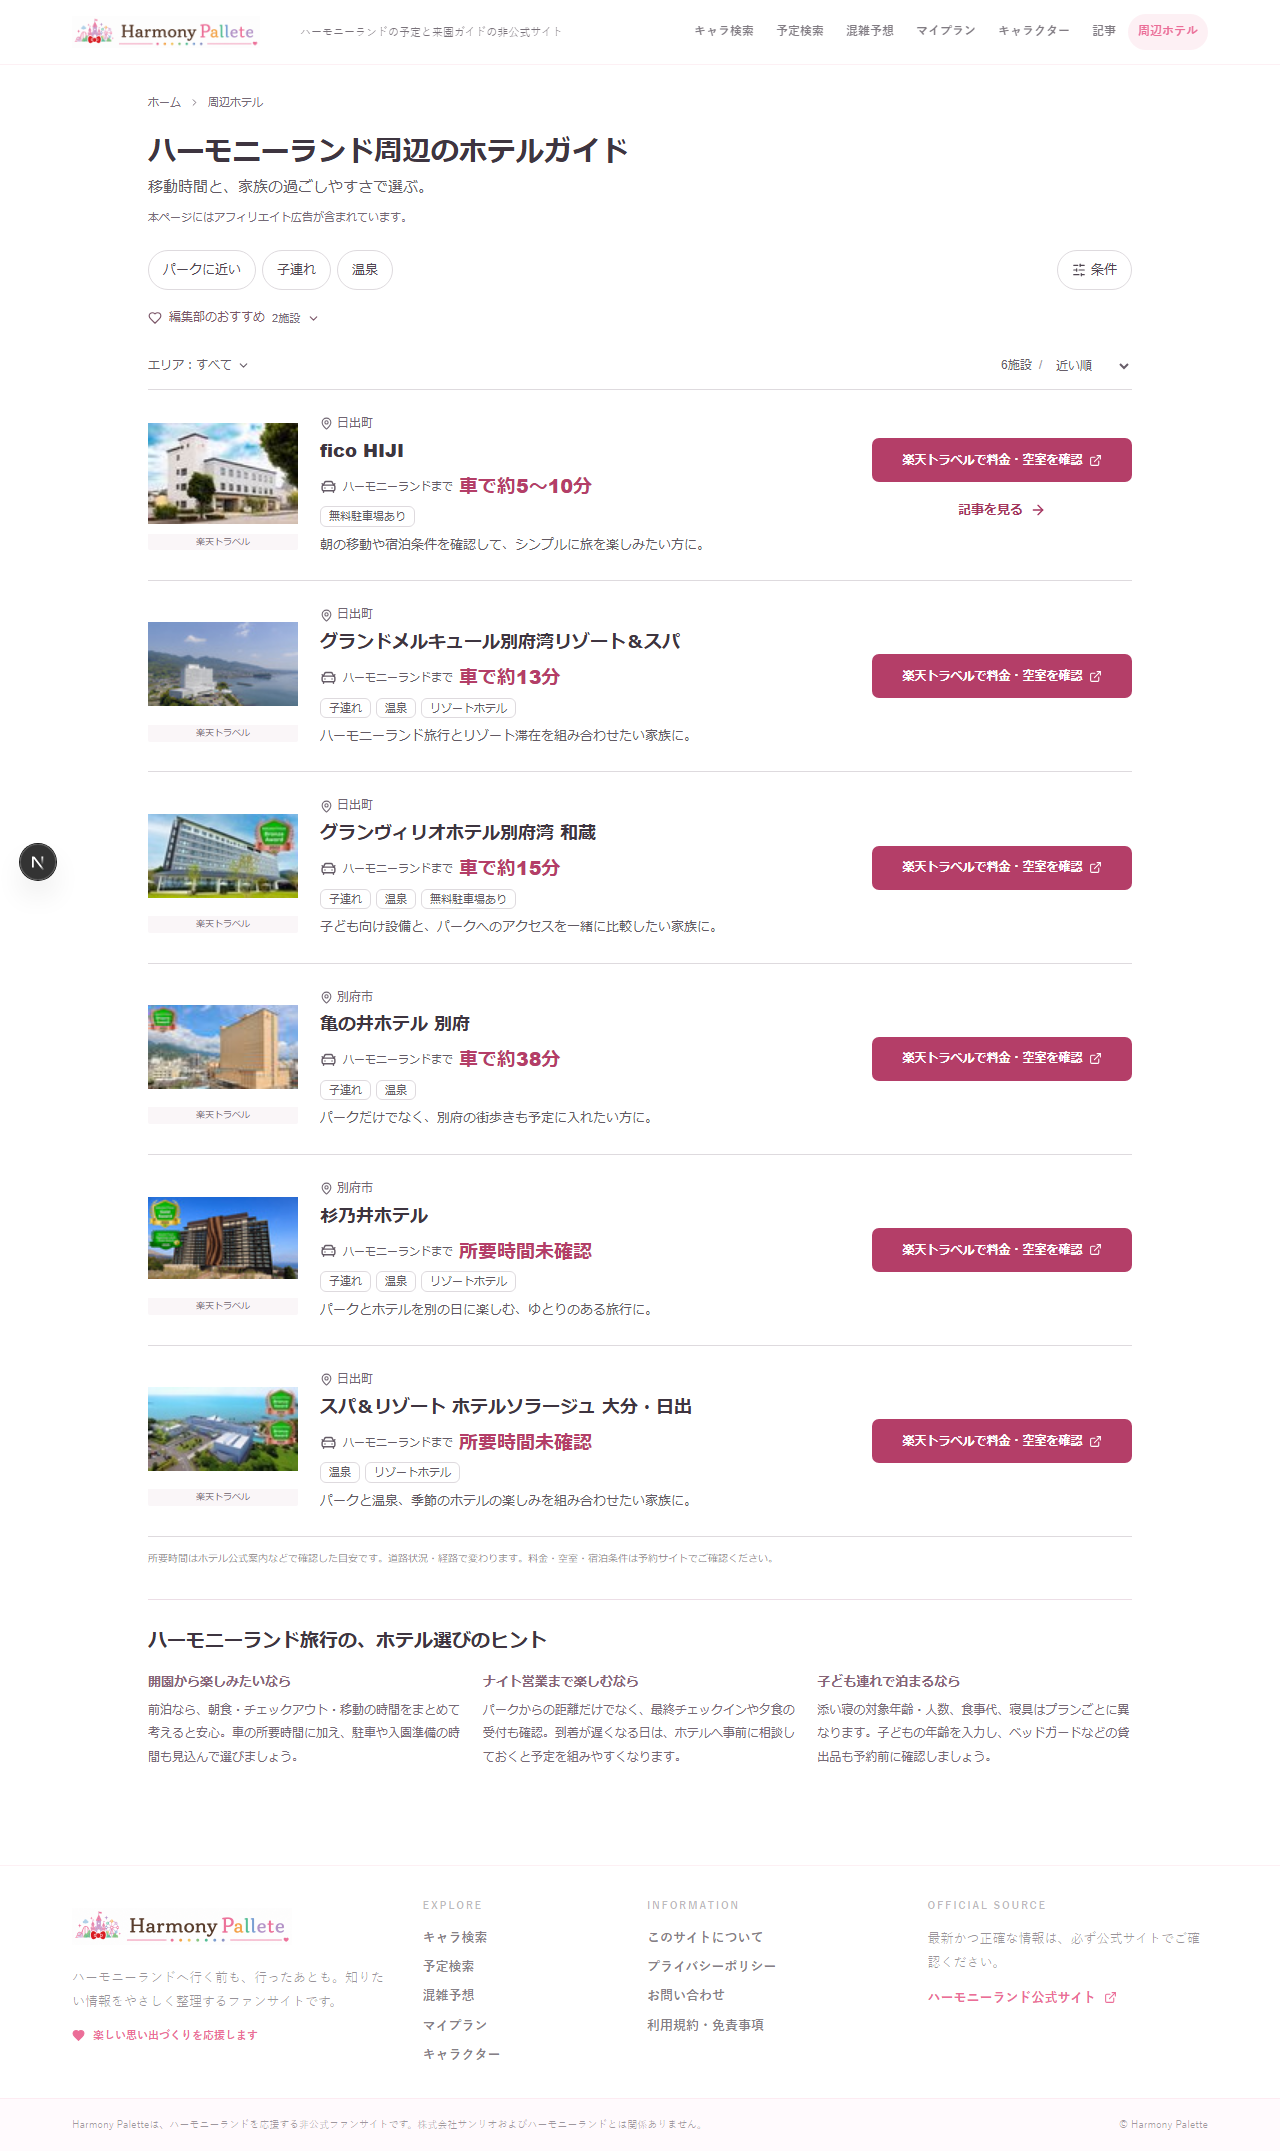 Harmony Pallete
ハーモニーランドの予定と来園ガイドの非公式サイト
キャラ検索 予定検索 混雑予想 マイプラン キャラクター 記事 周辺ホテル
ホーム > 周辺ホテル
ハーモニーランド周辺のホテルガイド
移動時間と、家族の過ごしやすさで選ぶ。
本ページにはアフィリエイト広告が含まれています。
パークに近い 子連れ 温泉 条件
編集部のおすすめ 2施設
エリア：すべて 6施設 / 近い順
日出町
fico HIJI
ハーモニーランドまで 車で約5〜10分
無料駐車場あり
朝の移動や宿泊条件を確認して、シンプルに旅を楽しみたい方に。
楽天トラベル
楽天トラベルで料金・空室を確認
記事を見る
日出町
グランドメルキュール別府湾リゾート＆スパ
ハーモニーランドまで 車で約13分
子連れ 温泉 リゾートホテル
ハーモニーランド旅行とリゾート滞在を組み合わせたい家族に。
楽天トラベル
楽天トラベルで料金・空室を確認
N
日出町
グランヴィリオホテル別府湾 和蔵
ハーモニーランドまで 車で約15分
子連れ 温泉 無料駐車場あり
子ども向け設備と、パークへのアクセスを一緒に比較したい家族に。
楽天トラベル
楽天トラベルで料金・空室を確認
別府市
亀の井ホテル 別府
ハーモニーランドまで 車で約38分
子連れ 温泉
パークだけでなく、別府の街歩きも予定に入れたい方に。
楽天トラベル
楽天トラベルで料金・空室を確認
別府市
杉乃井ホテル
ハーモニーランドまで 所要時間未確認
子連れ 温泉 リゾートホテル
パークとホテルを別の日に楽しむ、ゆとりのある旅行に。
楽天トラベル
楽天トラベルで料金・空室を確認
日出町
スパ＆リゾート ホテルソラージュ 大分・日出
ハーモニーランドまで 所要時間未確認
温泉 リゾートホテル
パークと温泉、季節のホテルの楽しみを組み合わせたい家族に。
楽天トラベル
楽天トラベルで料金・空室を確認
所要時間はホテル公式案内などで確認した目安です。道路状況・経路で変わります。料金・空室・宿泊条件は予約サイトでご確認ください。
ハーモニーランド旅行の、ホテル選びのヒント
開園から楽しみたいなら
前泊なら、朝食・チェックアウト・移動の時間をまとめて
考えると安心。車の所要時間に加え、駐車や入園準備の時
間も見込んで選びましょう。
ナイト営業まで楽しむなら
パークからの距離だけでなく、最終チェックインや夕食の
受付も確認。到着が遅くなる日は、ホテルへ事前に相談し
ておくと予定を組みやすくなります。
子ども連れで泊まるなら
添い寝の対象年齢・人数、食事代、寝具はプランごとに異
なります。子どもの年齢を入力し、ベッドガードなどの貸
出品も予約前に確認しましょう。
Harmony Pallete
ハーモニーランドへ行く前も、行ったあとも。知りた
い情報をやさしく整理するファンサイトです。
楽しい思い出づくりを応援します
EXPLORE
キャラ検索
予定検索
混雑予想
マイプラン
キャラクター
INFORMATION
このサイトについて
プライバシーポリシー
お問い合わせ
利用規約・免責事項
OFFICIAL SOURCE
最新かつ正確な情報は、必ず公式サイトでご確
認ください。
ハーモニーランド公式サイト
Harmony Paletteは、ハーモニーランドを応援する非公式ファンサイトです。株式会社サンリオおよびハーモニーランドとは関係ありません。
© Harmony Palette